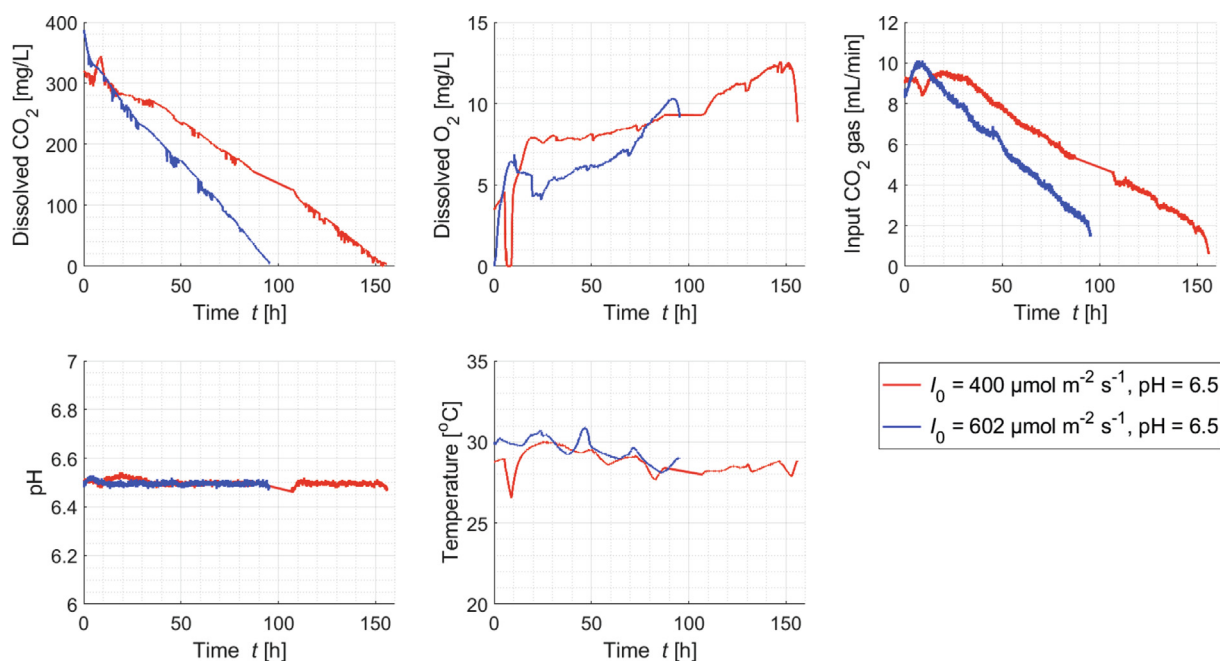 400
300
200
100
0
Dissolved CO2 [mg/L]
0 50 100 150
Time t [h]
15
10
5
0
Dissolved O2 [mg/L]
0 50 100 150
Time t [h]
12
10
8
6
4
2
0
Input CO2 gas [mL/min]
0 50 100 150
Time t [h]
7
6.8
6.6
6.4
6.2
6
pH
0 50 100 150
Time t [h]
35
30
25
20
Temperature [°C]
0 50 100 150
Time t [h]
I0 = 400 µmol m-2 s-1, pH = 6.5
I0 = 602 µmol m-2 s-1, pH = 6.5